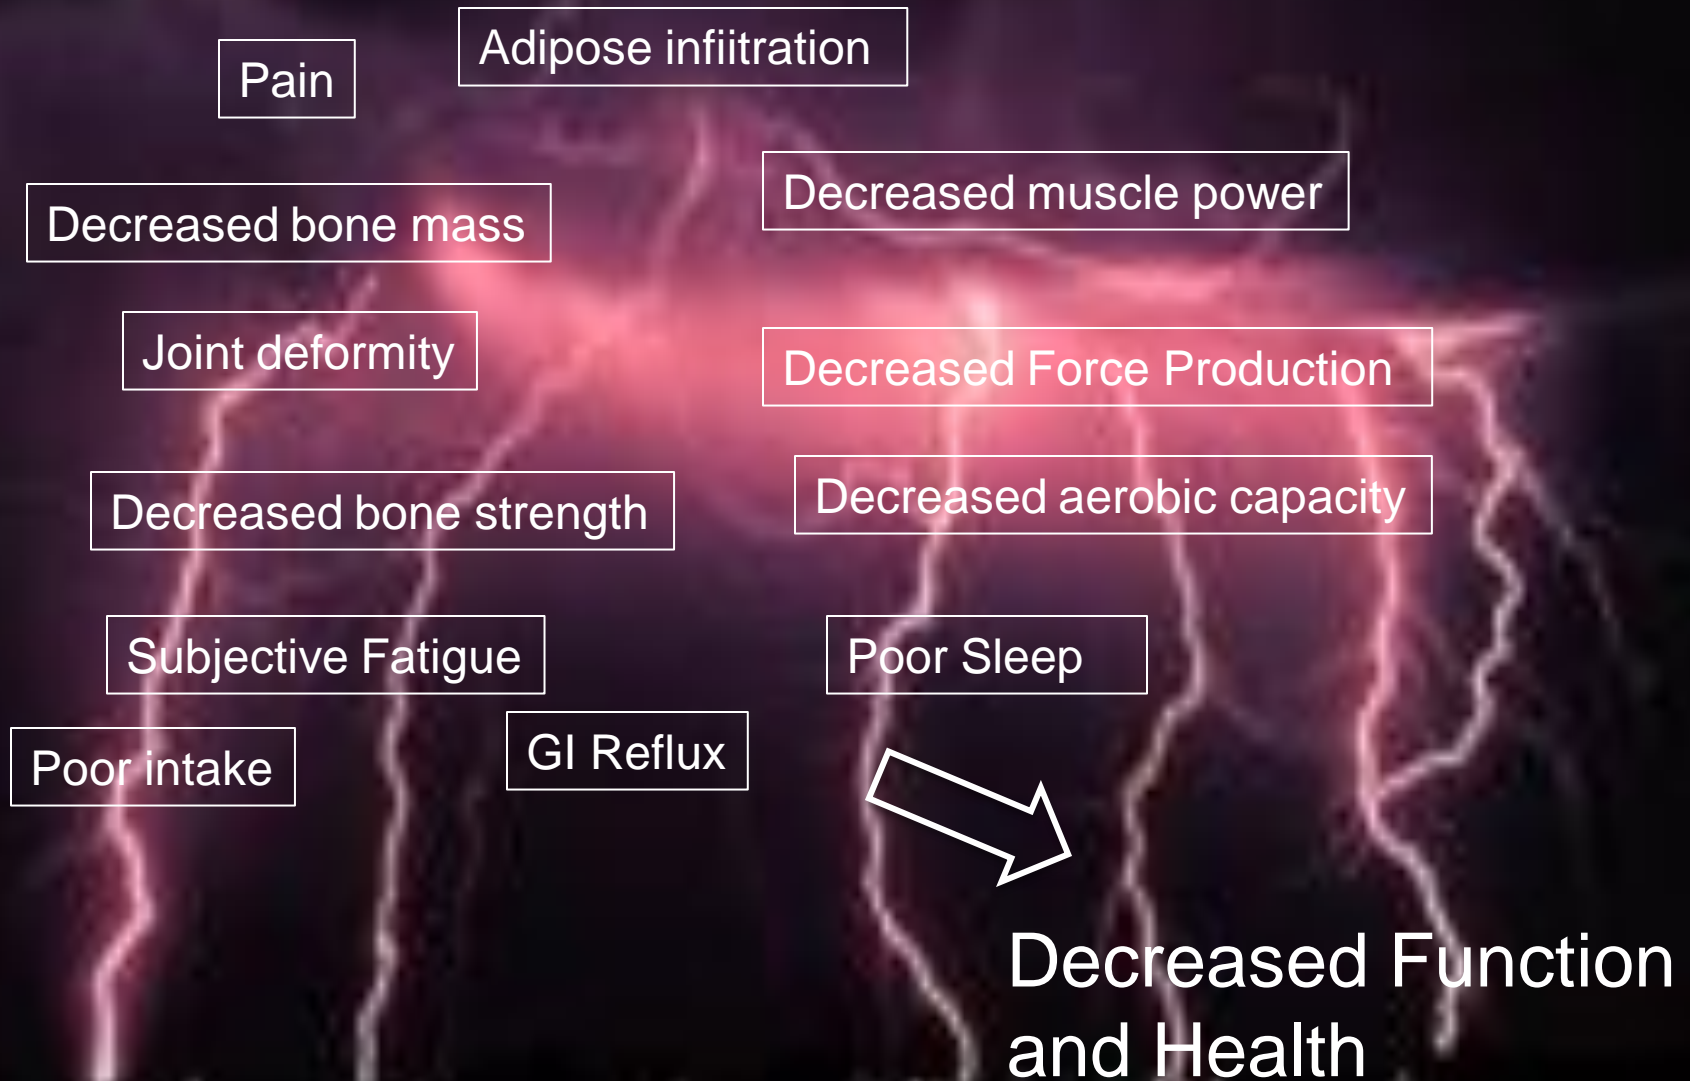 Adipose infiitration
Pain
Decreased muscle power
Decreased bone mass
Joint deformity
Decreased Force Production
Decreased bone strength
Decreased aerobic capacity
Subjective Fatigue
Poor Sleep
Poor intake
GI Reflux
Decreased Function
and Health